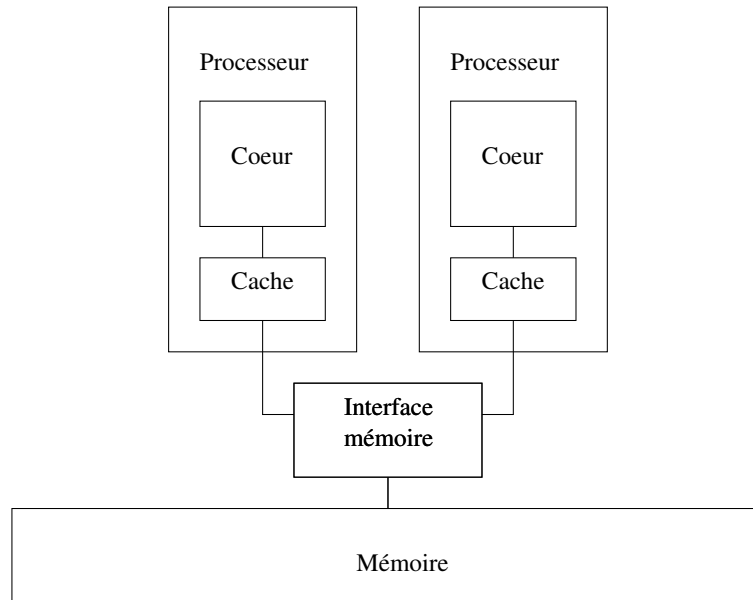 Processeur
Processeur
Coeur
Coeur
Cache
Cache
Interface
mémoire
Mémoire